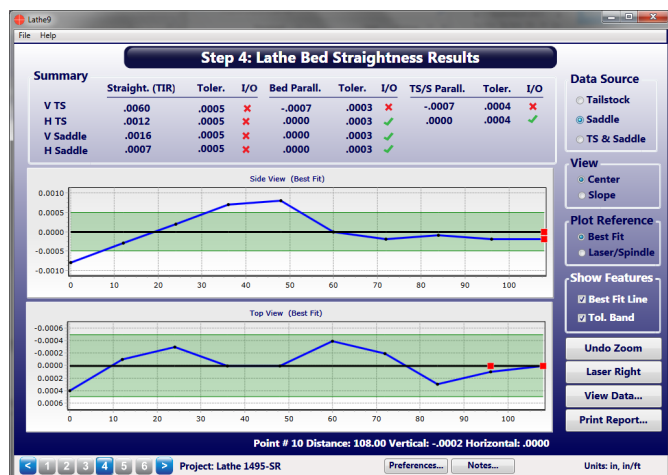 Lathe9
File Help
Step 4: Lathe Bed Straightness Results
Summary
Straight. (TIR) Toler. I/O Bed Parall. Toler. I/O TS/S Parall. Toler. I/O
V TS .0060 .0005 -.0007 .0003 -.0007 .0004
H TS .0012 .0005 .0000 .0003 .0000 .0004
V Saddle .0016 .0005 .0000 .0003
H Saddle .0007 .0005 .0000 .0003
Data Source
Tailstock
Saddle
TS & Saddle
View
Center
Slope
Plot Reference
Best Fit
Laser/Spindle
Show Features
Best Fit Line
Tol. Band
Undo Zoom
Laser Right
View Data...
Print Report...
Side View (Best Fit)
0.0010
0.0005
0.0000
-0.0005
-0.0016
0 10 20 30 40 50 60 70 80 90 100
Top View (Best Fit)
-0.0006
-0.0004
-0.0002
0.0000
0.0002
0.0004
0.0006
0 10 20 30 40 50 60 70 80 90 100
Point # 10 Distance: 108.00 Vertical: -.0002 Horizontal: .0000
< 1 2 3 4 5 6 > Project: Lathe 1495-SR Preferences... Notes... Units: in, in/ft